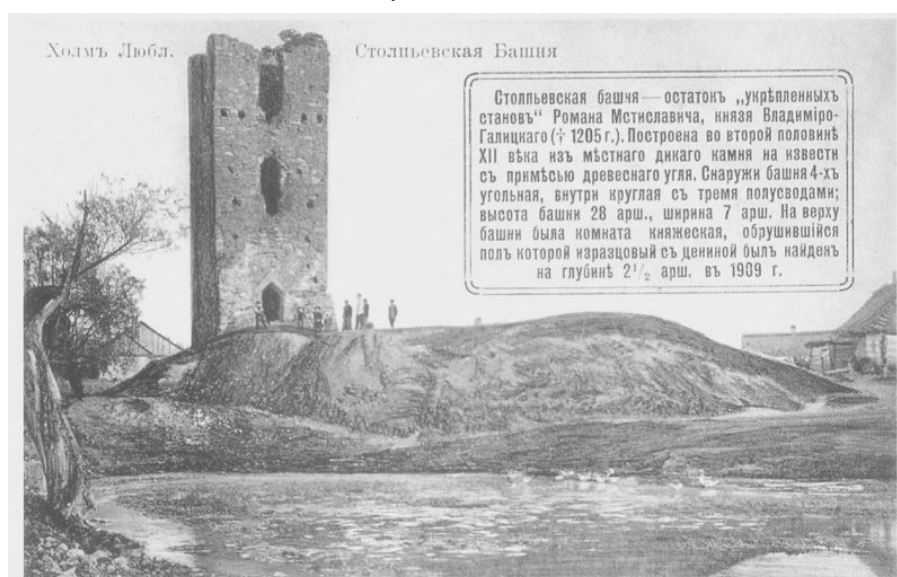 Холмъ Любл. Столпьевская Башня
Столпьевская башня — остатокъ „укрѣпленныхъ
становъ“ Романа Мстиславича, князя Владиміро-
Галицкаго († 1205 г.). Построена во второй половинѣ
XII вѣка изъ мѣстнаго дикаго камня на извести
съ примѣсью древеснаго угля. Снаружи башня 4-хъ
угольная, внутри круглая съ тремя полусводами;
высота башни 28 арш., ширина 7 арш. На верху
башни была комната княжеская, обрушившійся
полъ которой изразцовый съ цениной былъ найденъ
на глубинѣ 2¹/₂ арш. въ 1909 г.